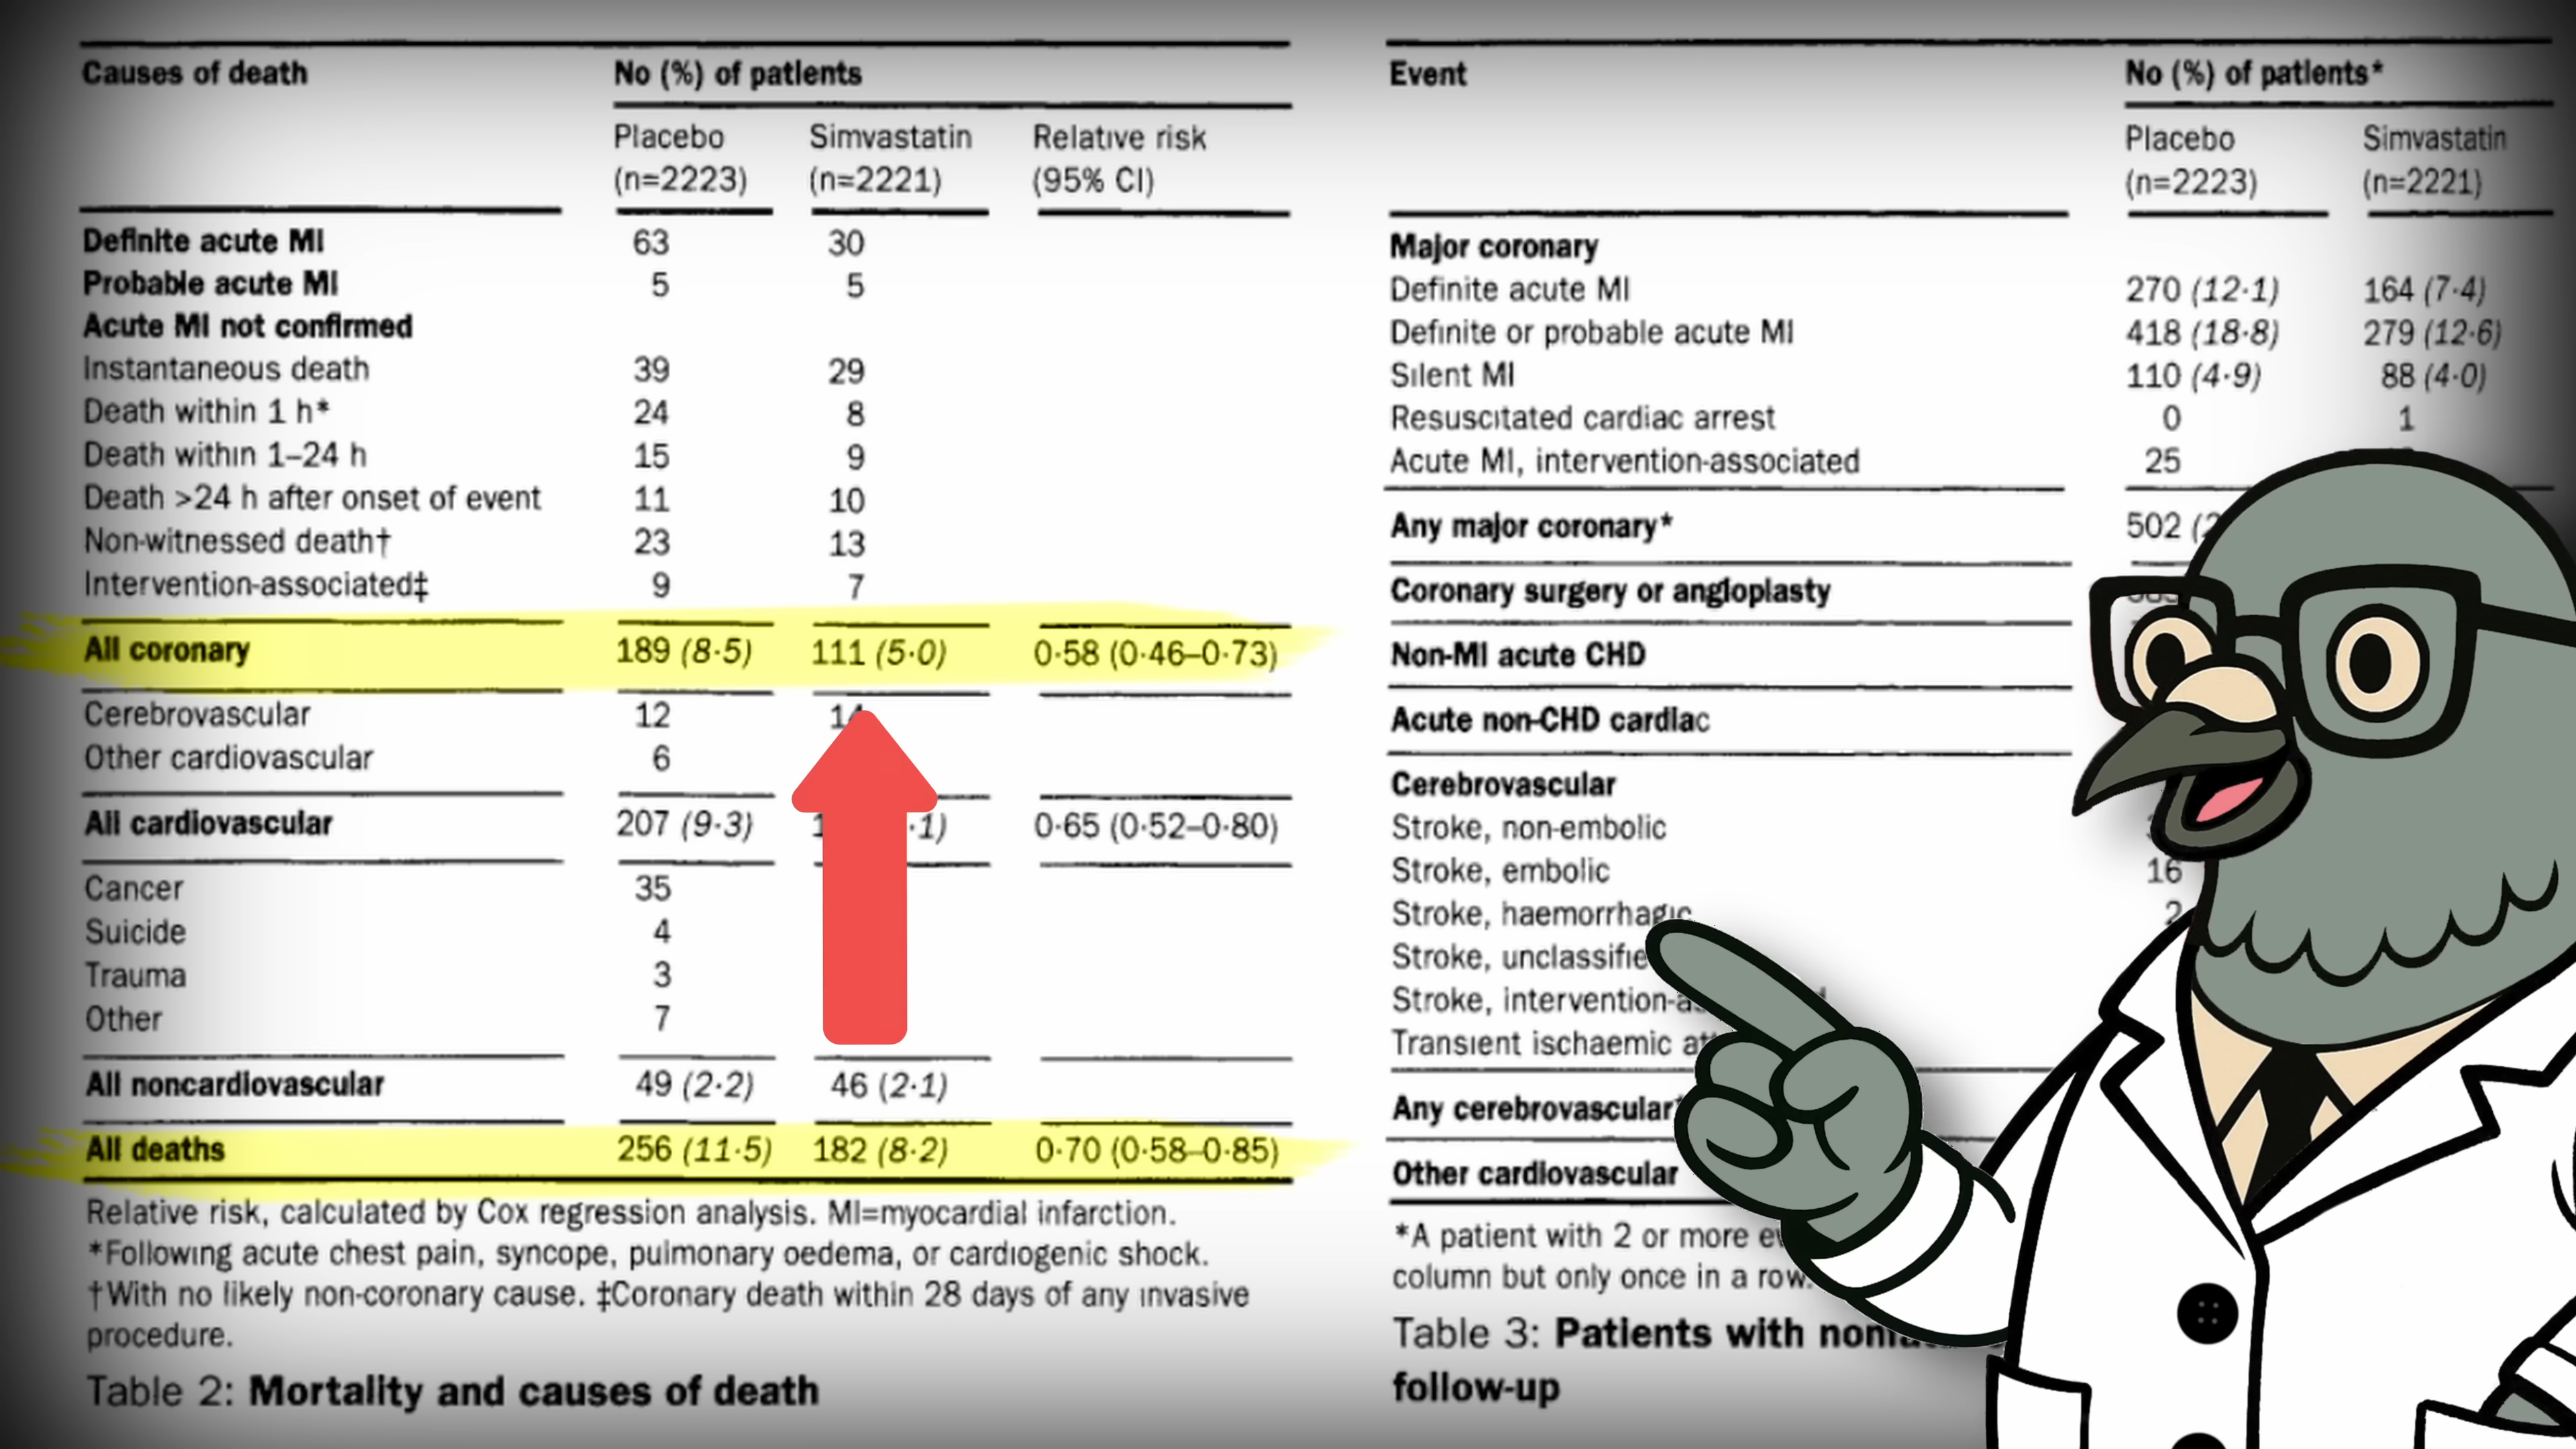 Causes of death No (%) of patients
Placebo Simvastatin Relative risk
(n=2223) (n=2221) (95% CI)
Definite acute MI 63 30
Probable acute MI 5 5
Acute MI not confirmed
Instantaneous death 39 29
Death within 1 h* 24 8
Death within 1–24 h 15 9
Death >24 h after onset of event 11 10
Non-witnessed death† 23 13
Intervention-associated‡ 9 7
All coronary 189 (8·5) 111 (5·0) 0·58 (0·46–0·73)
Cerebrovascular 12
Other cardiovascular 6
All cardiovascular 207 (9·3) 0·65 (0·52–0·80)
Cancer 35
Suicide 4
Trauma 3
Other 7
All noncardiovascular 49 (2·2) 46 (2·1)
All deaths 256 (11·5) 182 (8·2) 0·70 (0·58–0·85)
Relative risk, calculated by Cox regression analysis. MI=myocardial infarction.
*Following acute chest pain, syncope, pulmonary oedema, or cardiogenic shock.
†With no likely non-coronary cause. ‡Coronary death within 28 days of any invasive
procedure.
Table 2: Mortality and causes of death
Event No (%) of patients*
Placebo Simvastatin
(n=2223) (n=2221)
Major coronary
Definite acute MI 270 (12·1) 164 (7·4)
Definite or probable acute MI 418 (18·8) 279 (12·6)
Silent MI 110 (4·9) 88 (4·0)
Resuscitated cardiac arrest 0 1
Acute MI, intervention-associated 25
Any major coronary* 502
Coronary surgery or angioplasty
Non-MI acute CHD
Acute non-CHD cardiac
Cerebrovascular
Stroke, non-embolic
Stroke, embolic 16
Stroke, haemorrhagic 2
Stroke,
Stroke,
Transient ischaemic
Any cerebrovascular*
Other cardiovascular
*A patient with 2 or more
column but only once in a row.
Table 3: Patients with
follow-up